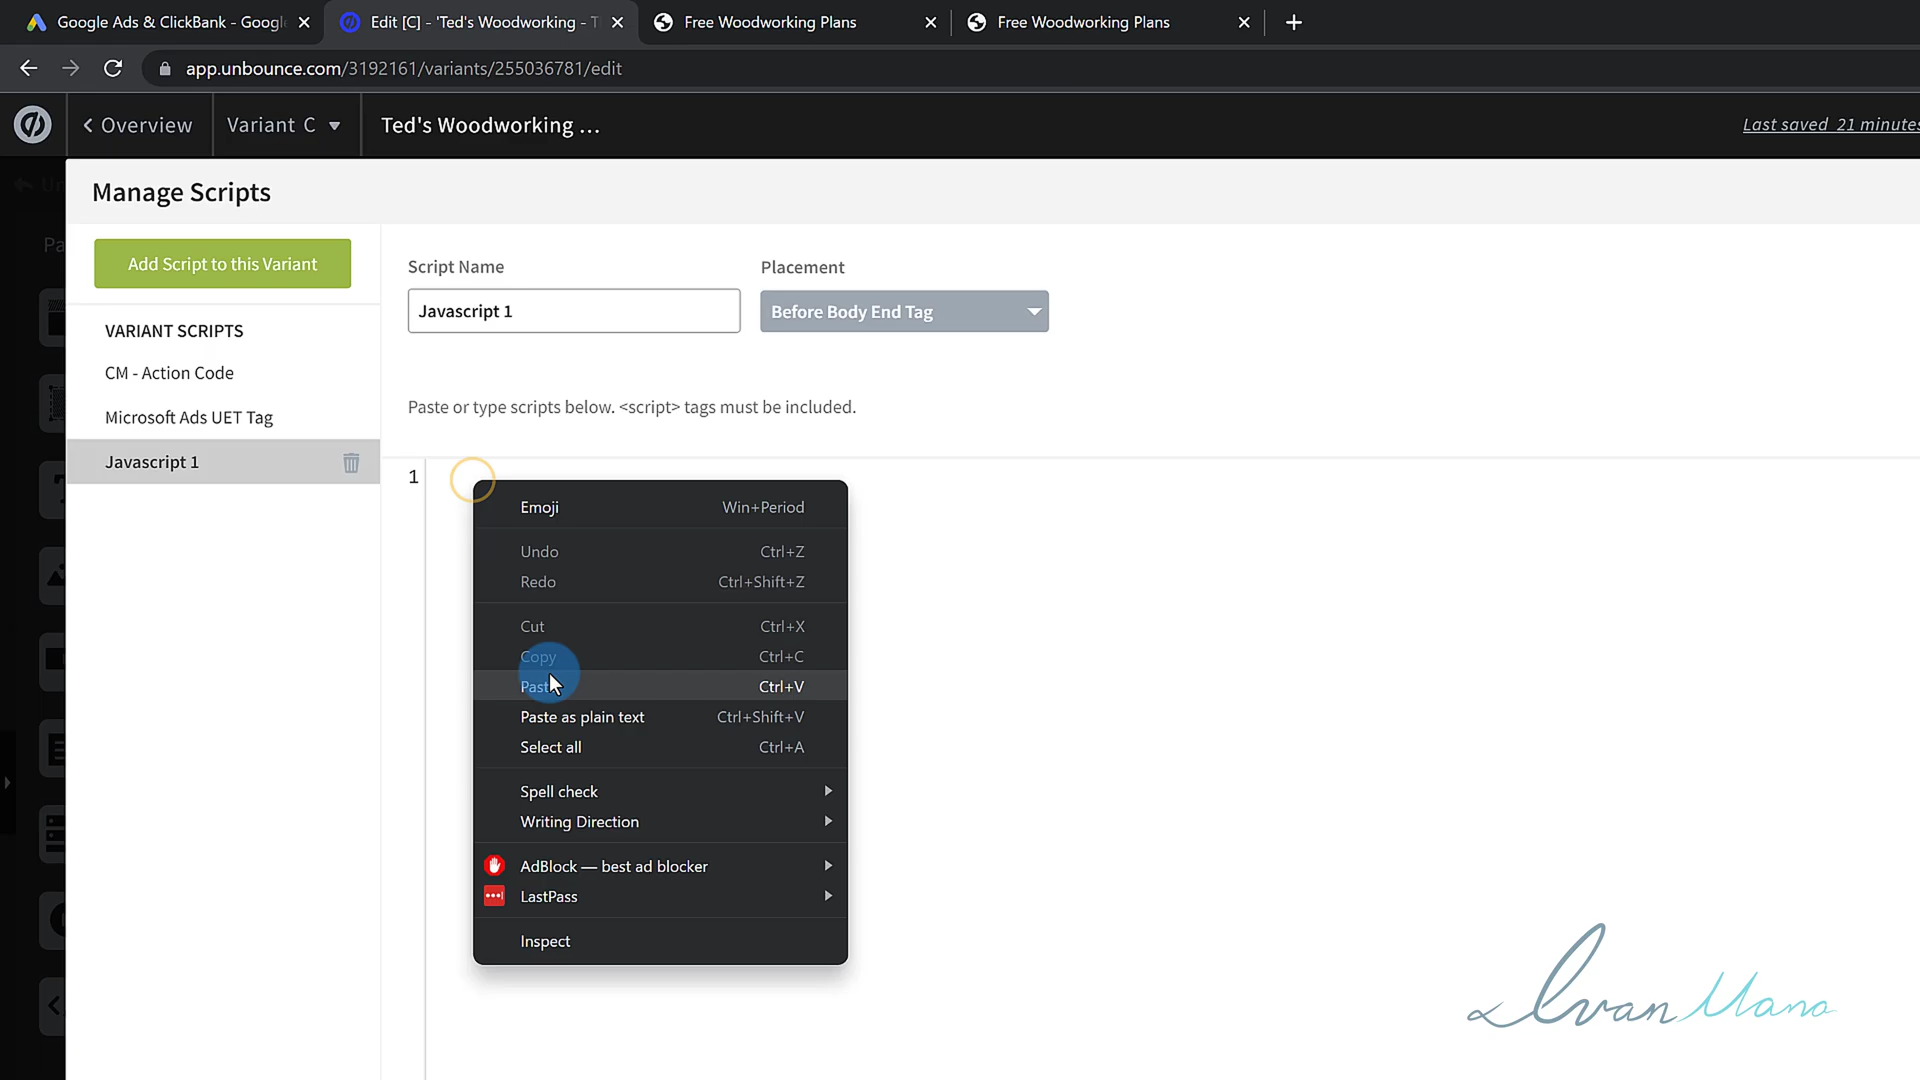 Google Ads & ClickBank - Google
Edit [C] - 'Ted's Woodworking - T
Free Woodworking Plans
Free Woodworking Plans
app.unbounce.com/3192161/variants/255036781/edit
Overview
Variant C
Ted's Woodworking ...
Last saved 21 minutes
Manage Scripts
Add Script to this Variant
Script Name
Placement
Javascript 1
Before Body End Tag
VARIANT SCRIPTS
CM - Action Code
Microsoft Ads UET Tag
Javascript 1
Paste or type scripts below. <script> tags must be included.
1
Emoji Win+Period
Undo Ctrl+Z
Redo Ctrl+Shift+Z
Cut Ctrl+X
Copy Ctrl+C
Paste Ctrl+V
Paste as plain text Ctrl+Shift+V
Select all Ctrl+A
Spell check
Writing Direction
AdBlock — best ad blocker
LastPass
Inspect
Ivan Mana